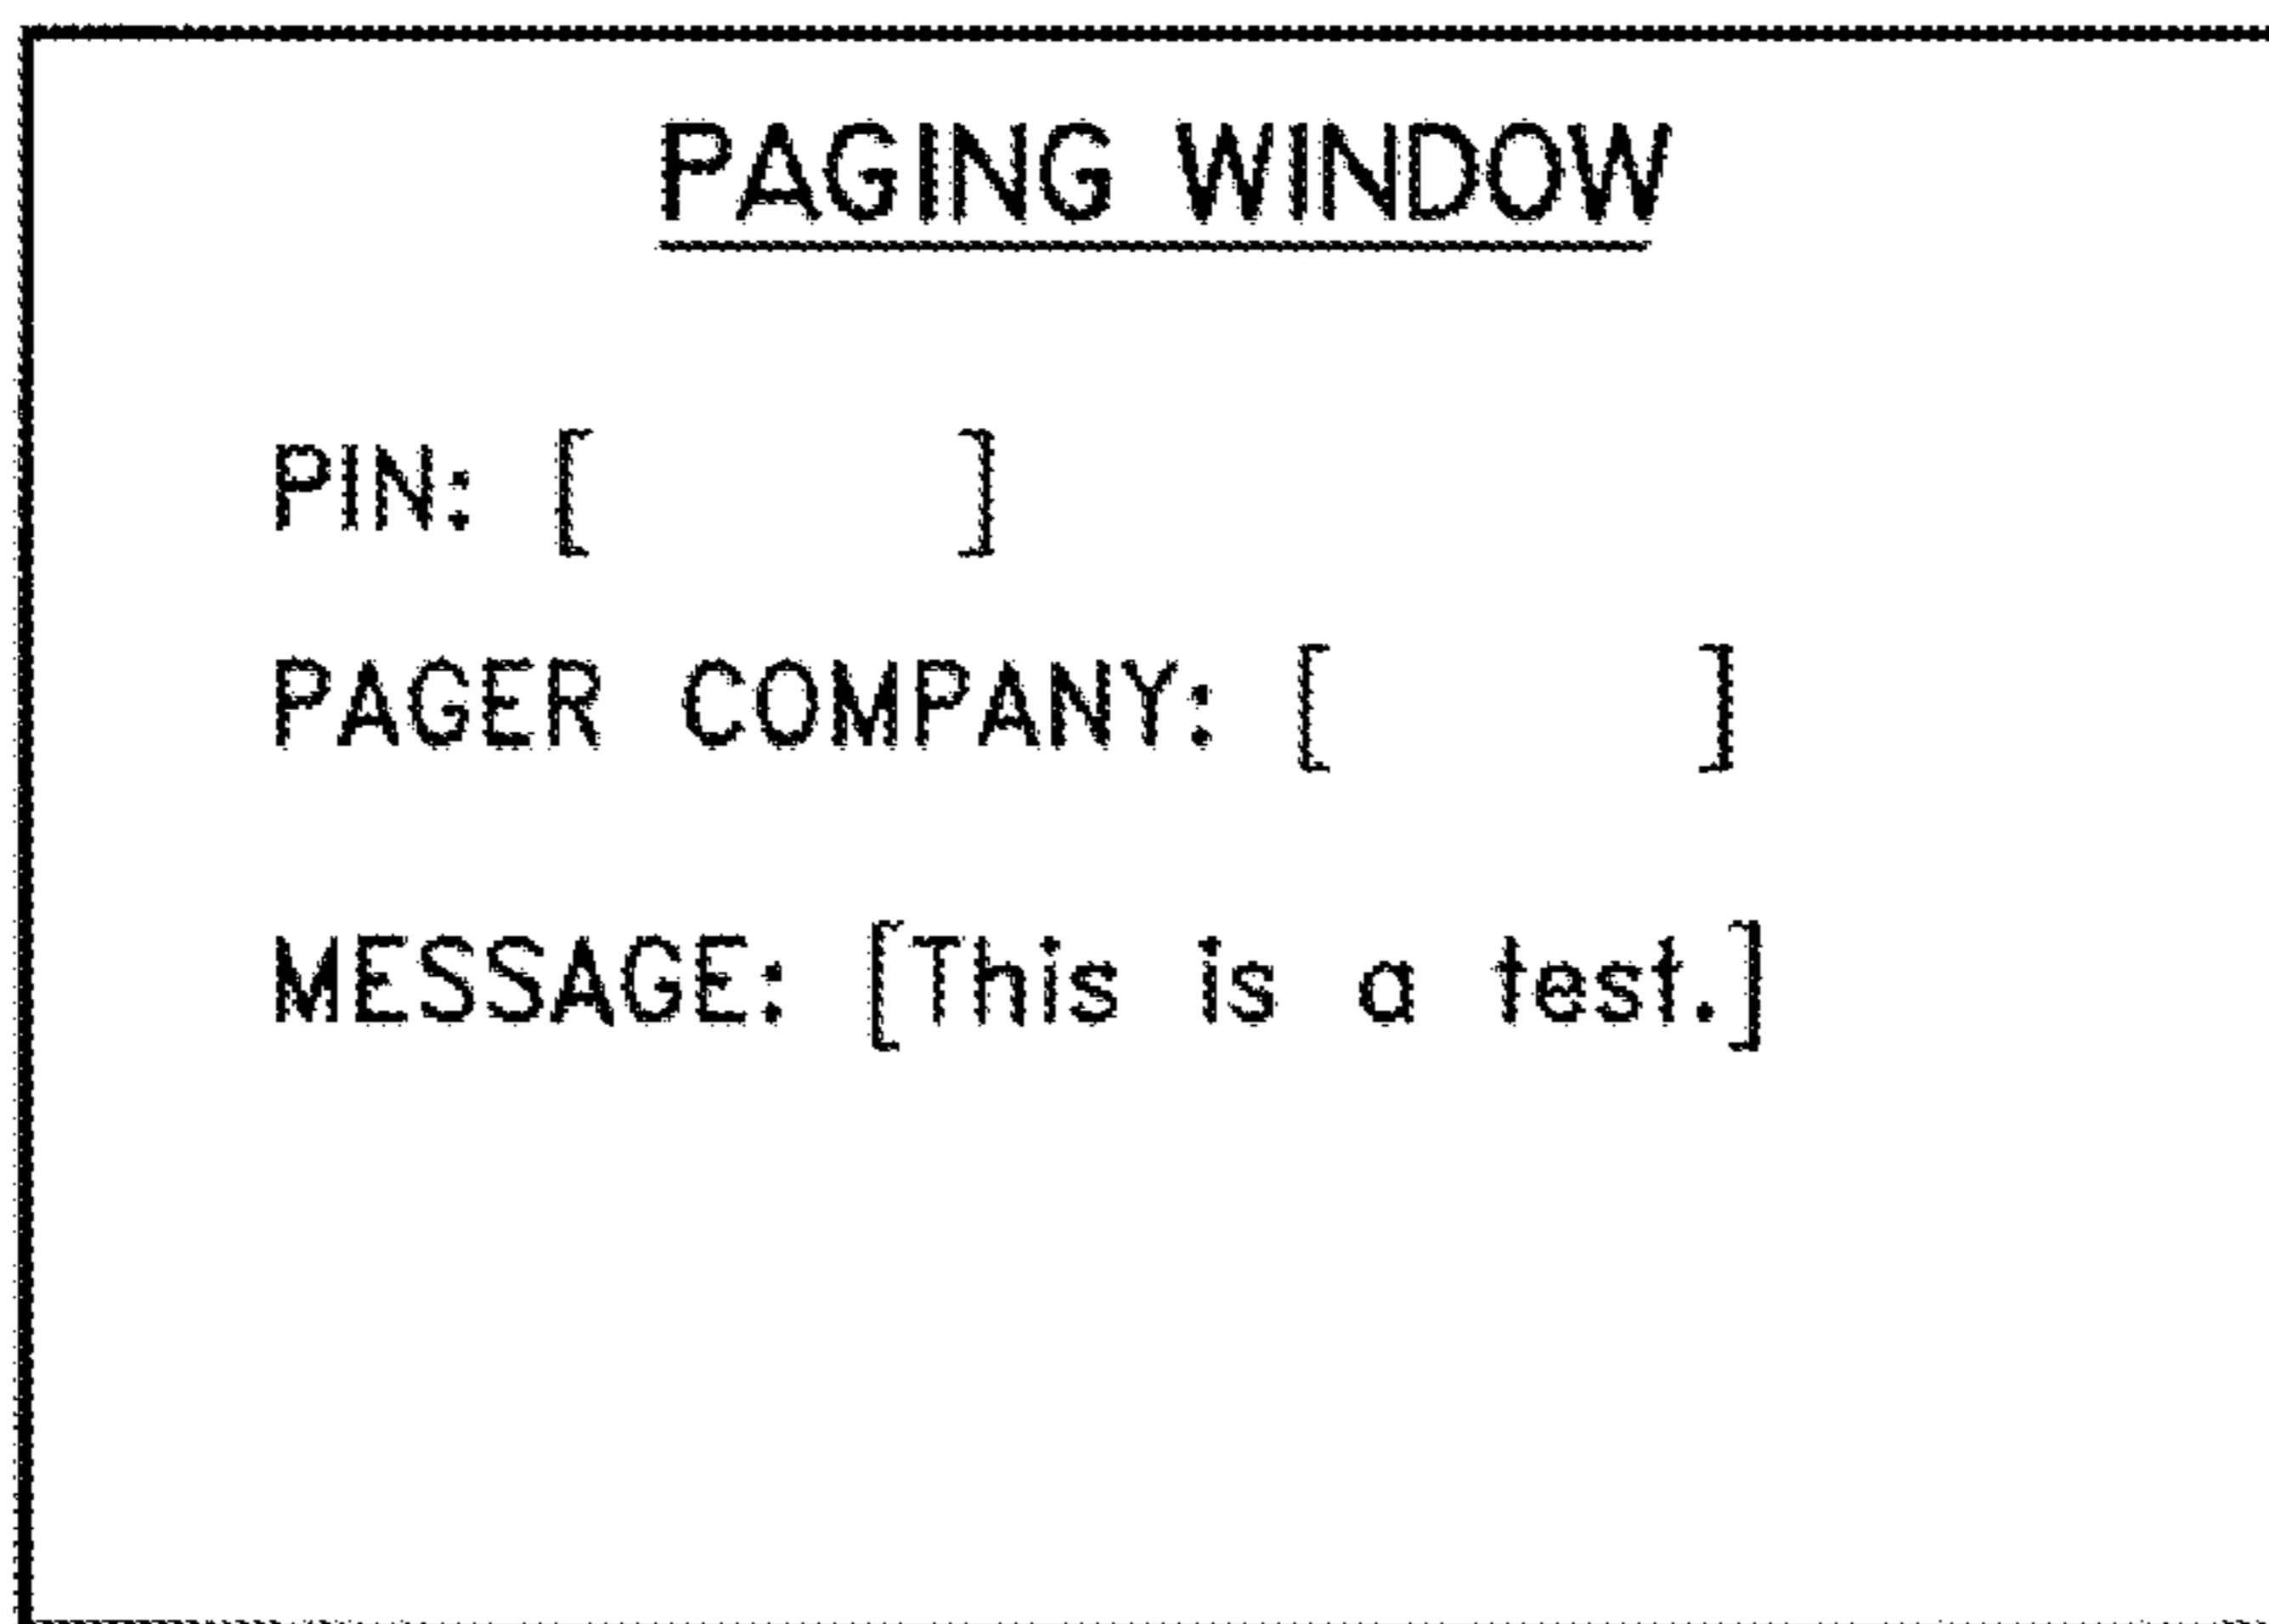 PAGING WINDOW
PIN: [ ]
PAGER COMPANY: [ ]
MESSAGE: [This is a test.]